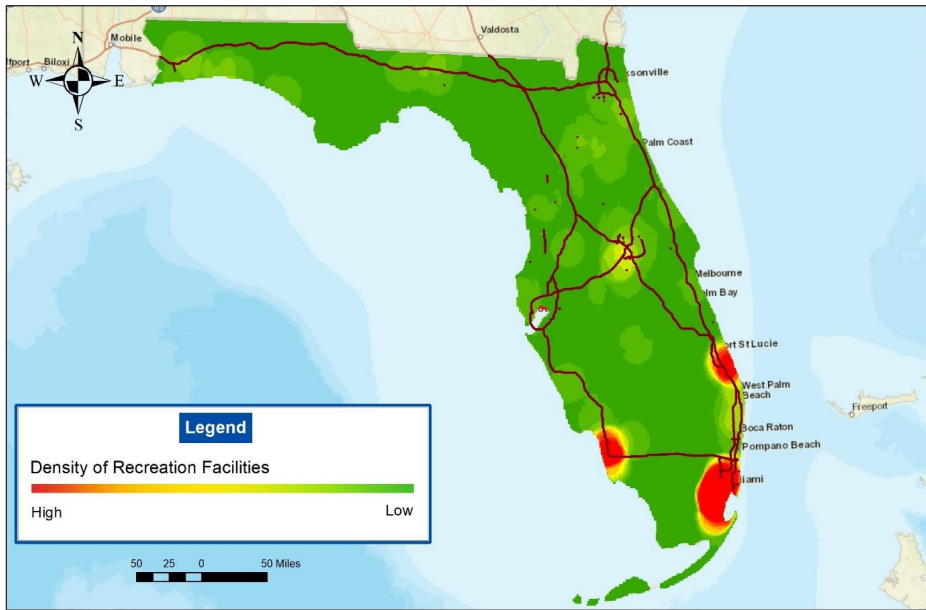 Valdosta
Mobile
N
ffport
Biloxi
W
E
S
ksonville
Palm Coast
Melbourne
lm Bay
ort St Lucie
West Palm
Beach
Freeport
Boca Raton
Pompano Beach
iami
Legend
Density of Recreation Facilities
High
Low
50 25 0 50 Miles